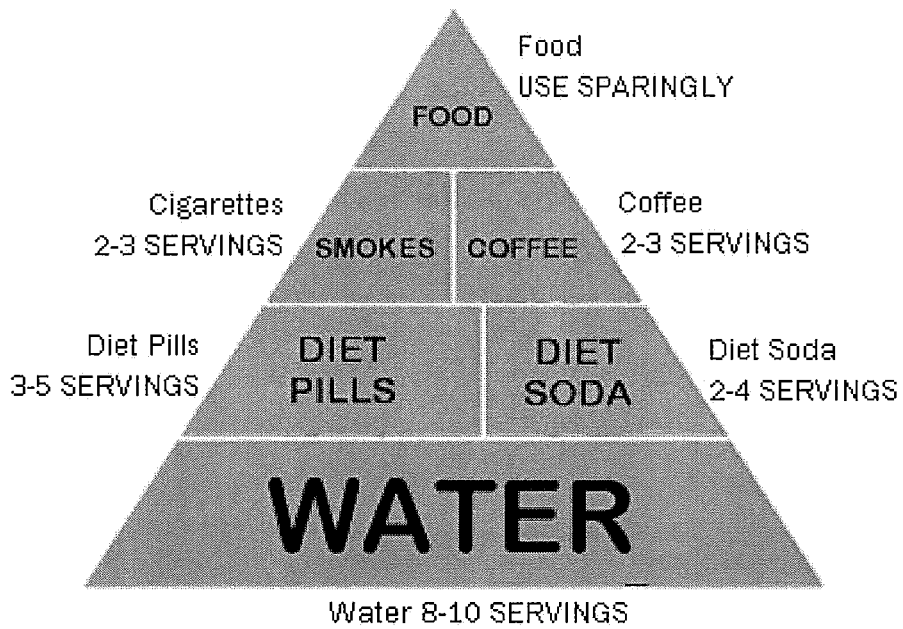 Food
USE SPARINGLY
FOOD
Cigarettes
2-3 SERVINGS
SMOKES
COFFEE
Coffee
2-3 SERVINGS
Diet Pills
3-5 SERVINGS
DIET
PILLS
DIET
SODA
Diet Soda
2-4 SERVINGS
WATER
Water 8-10 SERVINGS